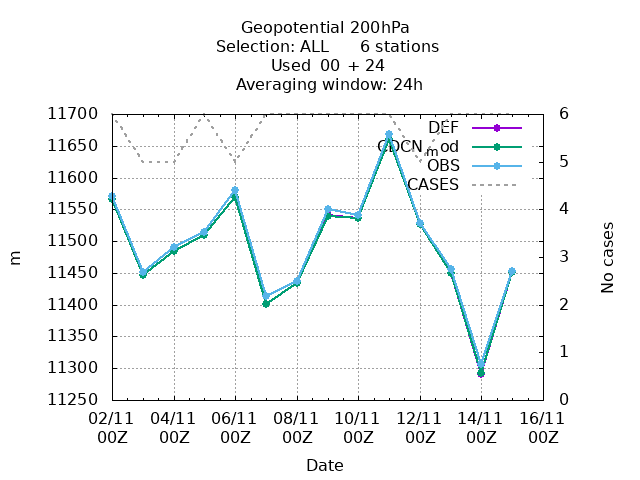 Geopotential 200hPa
Selection: ALL 6 stations
Used 00 + 24
Averaging window: 24h
11700
11650
11600
11550
11500
11450
11400
11350
11300
11250
m
6
5
4
3
2
1
0
No cases
DEF
CDCN_mod
OBS
CASES
02/11 04/11 06/11 08/11 10/11 12/11 14/11 16/11
00Z 00Z 00Z 00Z 00Z 00Z 00Z 00Z
Date